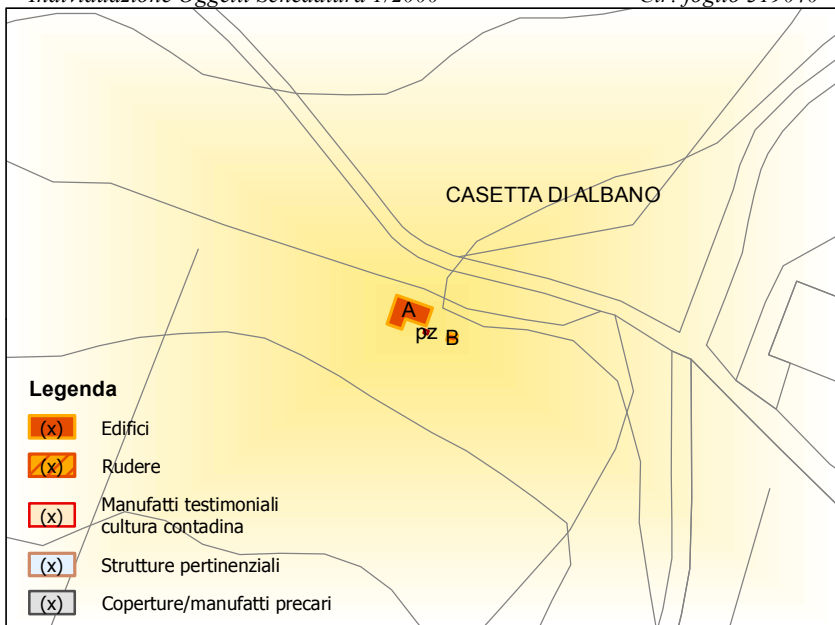 Individuazione Oggetti Schedatura 1/2000 Ctr: foglio 319040
CASETTA DI ALBANO
A
pz
B
Legenda
(x) Edifici
(x) Rudere
(x) Manufatti testimoniali
cultura contadina
(x) Strutture pertinenziali
(x) Coperture/manufatti precari